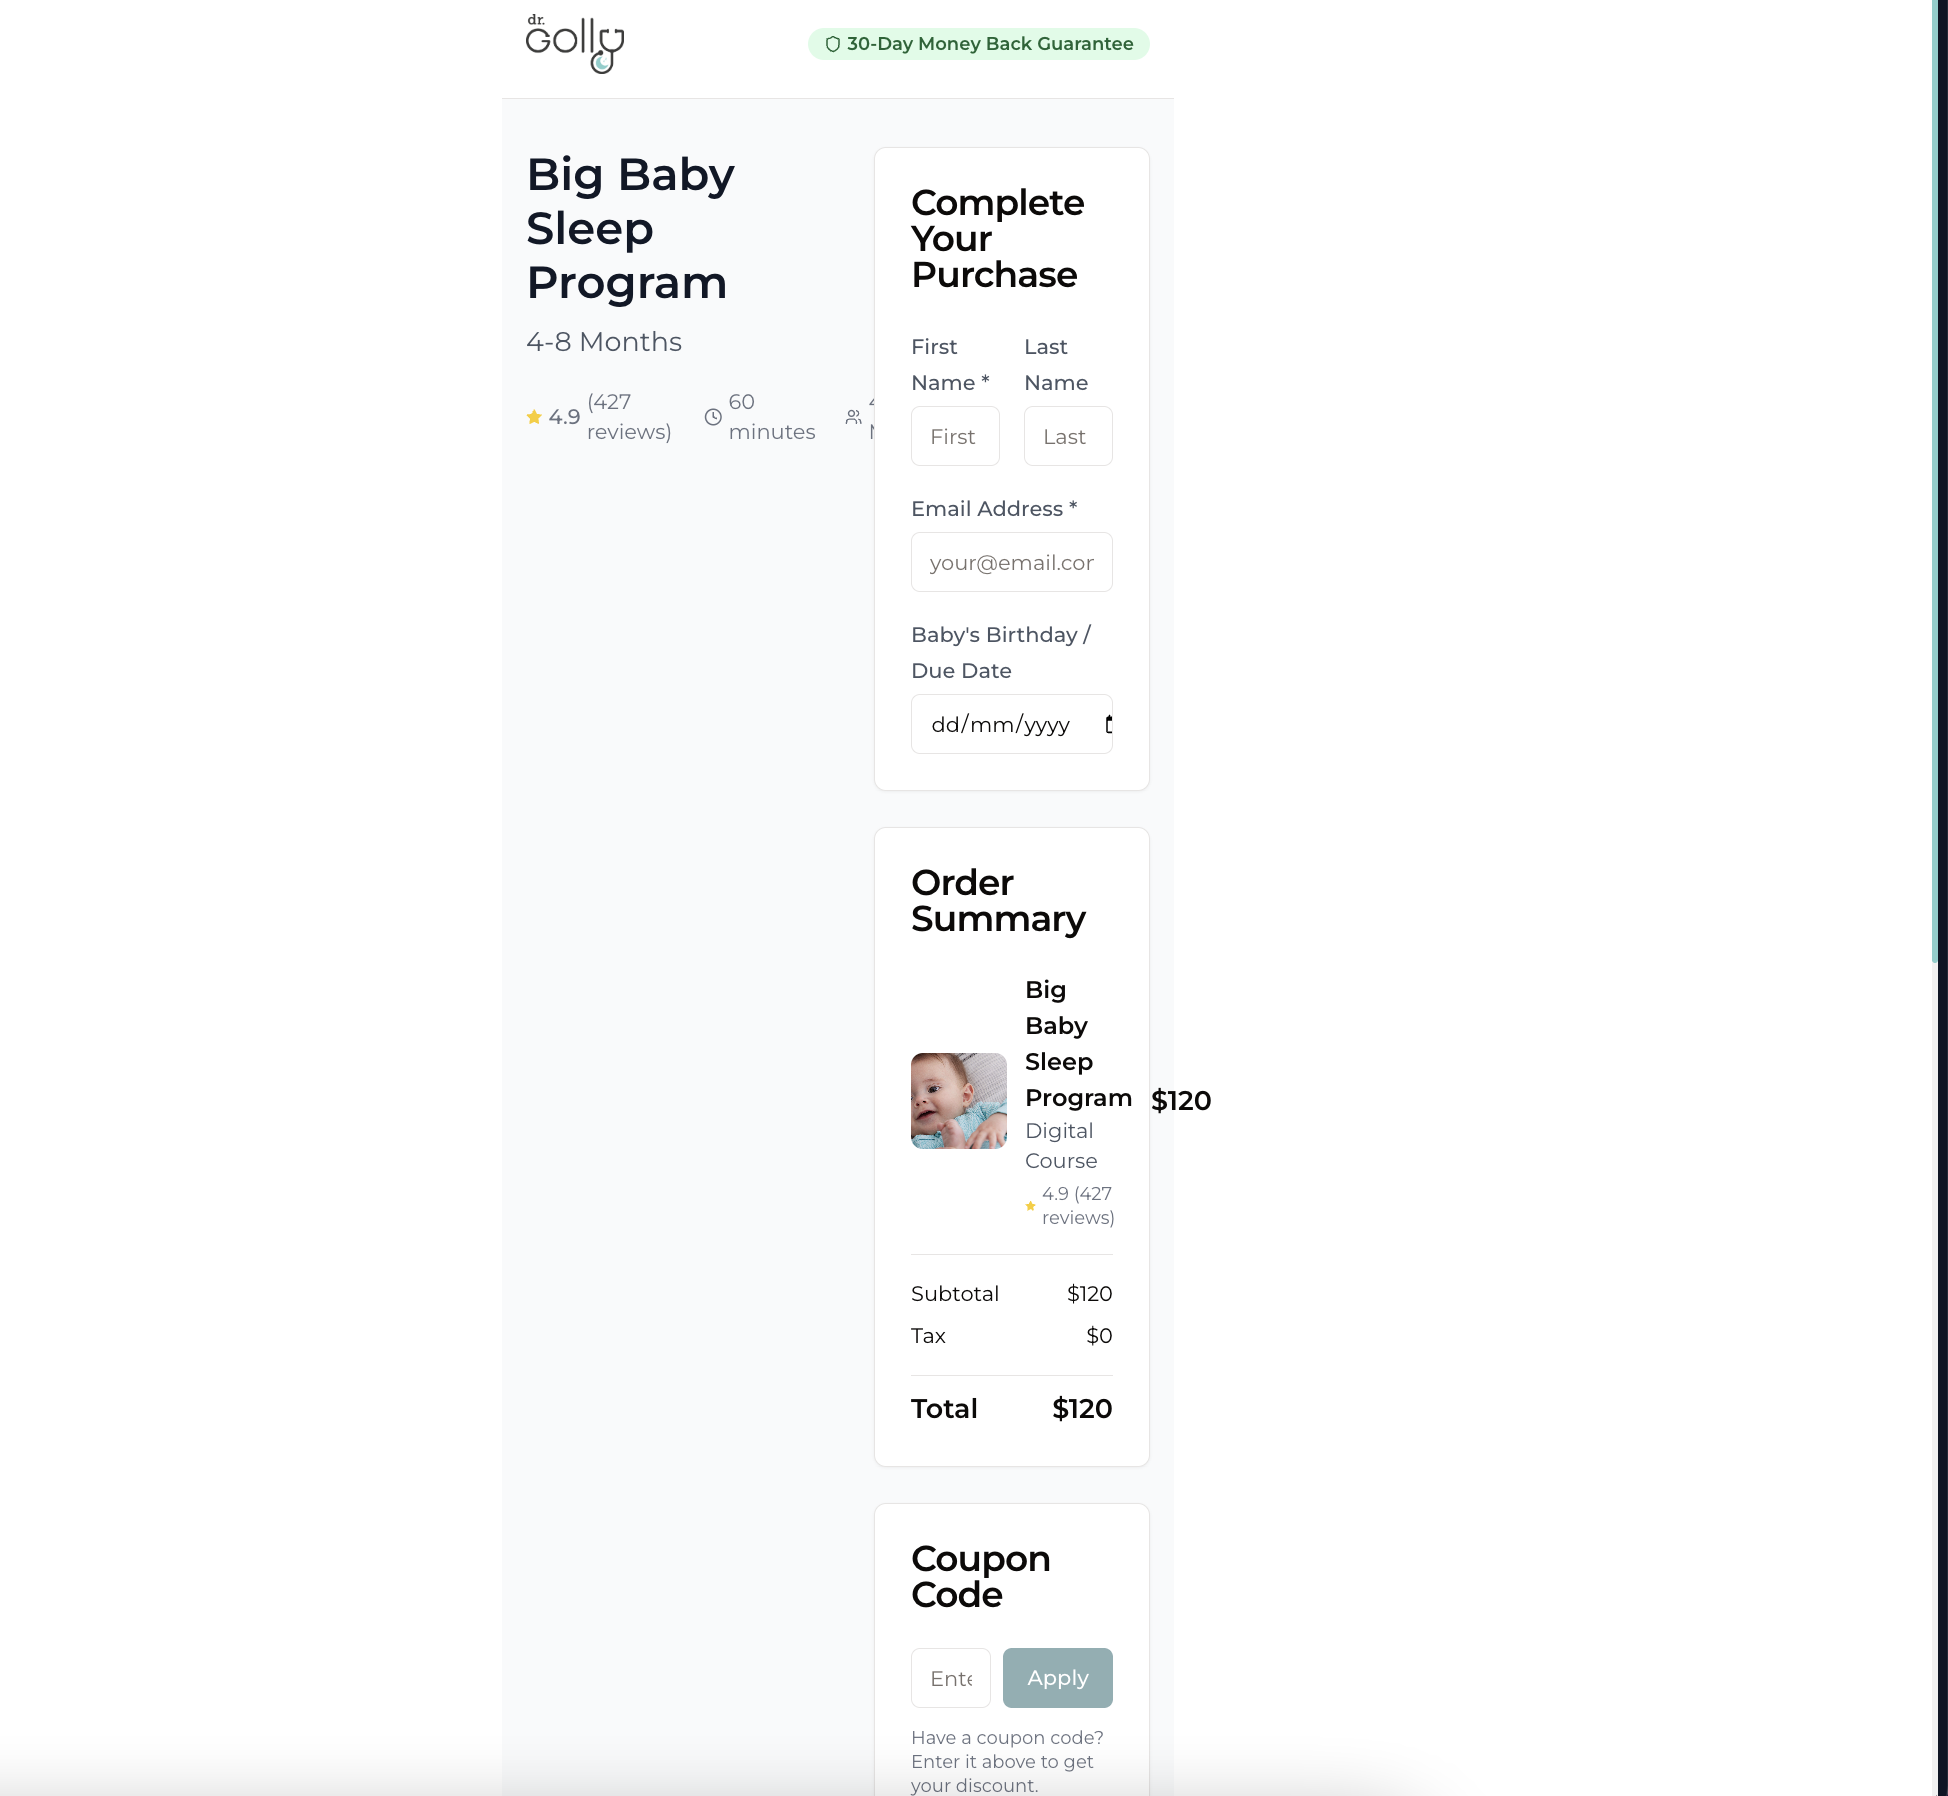 dr.
Golly
30-Day Money Back Guarantee
Big Baby
Sleep
Program
4-8 Months
4.9
(427
reviews)
60
minutes
Complete
Your
Purchase
First
Name *
Last
Name
First
Last
Email Address *
your@email.cor
Baby's Birthday /
Due Date
dd/mm/yyyy
Order
Summary
Big
Baby
Sleep
Program
$120
Digital
Course
4.9 (427
reviews)
Subtotal $120
Tax $0
Total $120
Coupon
Code
Ente
Apply
Have a coupon code?
Enter it above to get
your discount.